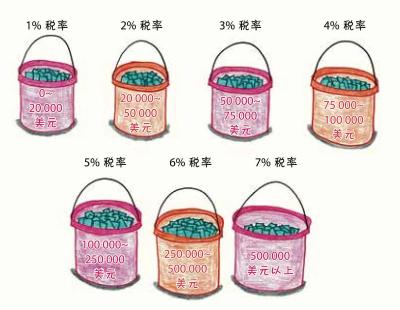 1% 税率
2% 税率
3% 税率
4% 税率
0~
20 000
美元
20 000~
50 000
美元
50 000~
75 000
美元
75 000~
100 000
美元
5% 税率
6% 税率
7% 税率
100 000~
250 000
美元
250 000~
500 000
美元
500 000
美元以上